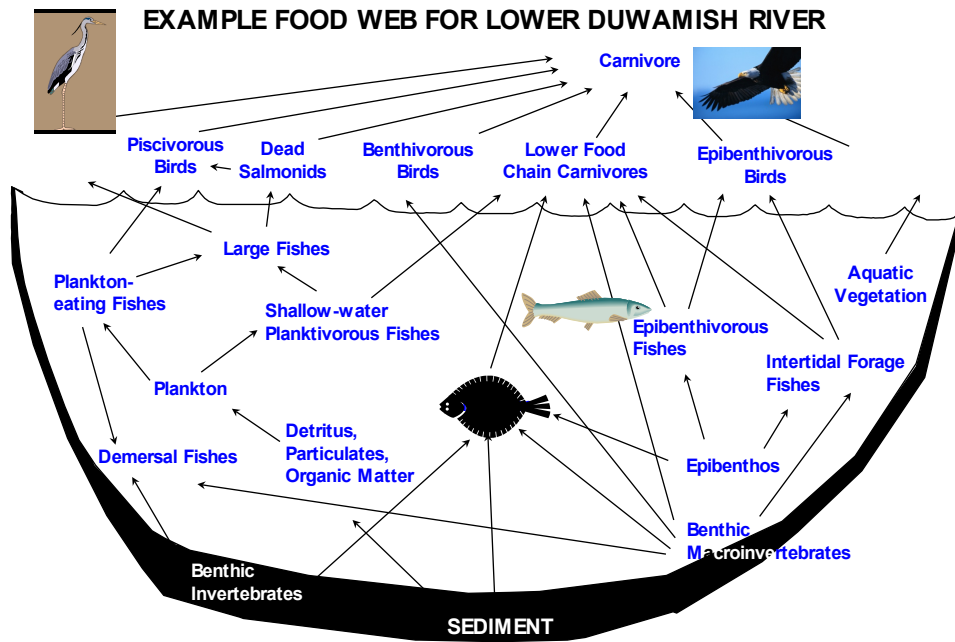 EXAMPLE FOOD WEB FOR LOWER DUWAMISH RIVER
Carnivore
Piscivorous
Birds
Dead
Salmonids
Benthivorous
Birds
Lower Food
Chain Carnivores
Epibenthivorous
Birds
Large Fishes
Plankton-
eating Fishes
Shallow-water
Planktivorous Fishes
Epibenthivorous
Fishes
Aquatic
Vegetation
Intertidal Forage
Fishes
Plankton
Detritus,
Particulates,
Organic Matter
Demersal Fishes
Epibenthos
Benthic
Macroinvertebrates
Benthic
Invertebrates
SEDIMENT